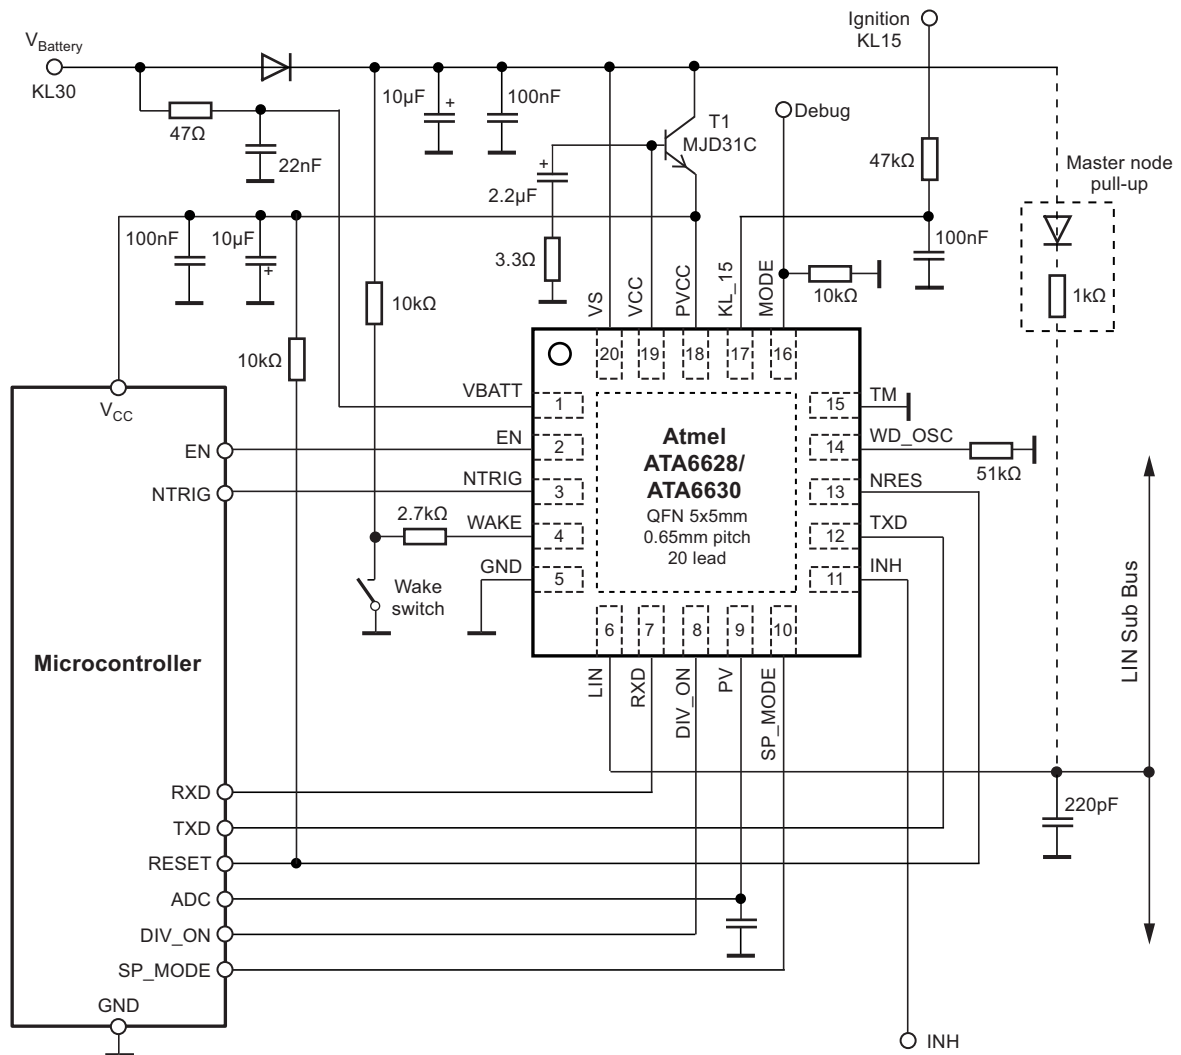 Ignition
KL15
VBattery
KL30
10µF
+
100nF
T1
MJD31C
Debug
47Ω
22nF
+
2.2µF
47kΩ
Master node
pull-up
100nF
10µF
+
3.3Ω
100nF
10kΩ
1kΩ
10kΩ
10kΩ
VS
VCC
PVCC
KL_15
MODE
20
19
18
17
16
VCC
VBATT
1
15
TM
EN
EN
2
14
WD_OSC
51kΩ
NTRIG
NTRIG
3
13
NRES
2.7kΩ
WAKE
4
12
TXD
GND
5
11
INH
Atmel
ATA6628/
ATA6630
QFN 5x5mm
0.65mm pitch
20 lead
Wake
switch
6
7
8
9
10
LIN
RXD
DIV_ON
PV
SP_MODE
LIN Sub Bus
Microcontroller
RXD
220pF
TXD
RESET
ADC
DIV_ON
SP_MODE
GND
INH